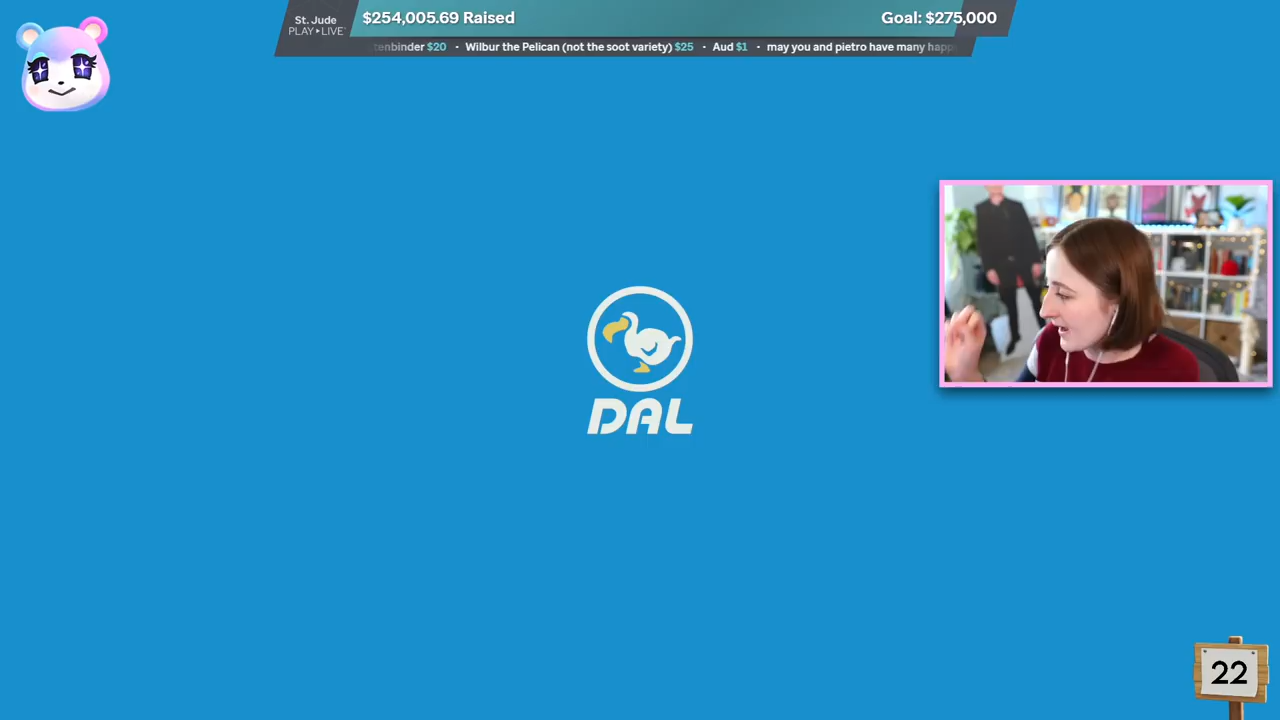 St. Jude
PLAY LIVE
$254,005.69 Raised
Goal: $275,000
tenbinder $20 · Wilbur the Pelican (not the soot variety) $25 · Aud $1 · may you and pietro have many happ
DAL
22